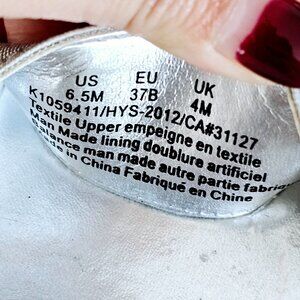 US EU UK
6.5M 37B 4M
K1059411/HYS-2012/CA#31127
Textile Upper empeigne en textile
Man Made lining doublure artificiel
Balance man made autre partie fabriq
Made in China Fabriqué en Chine